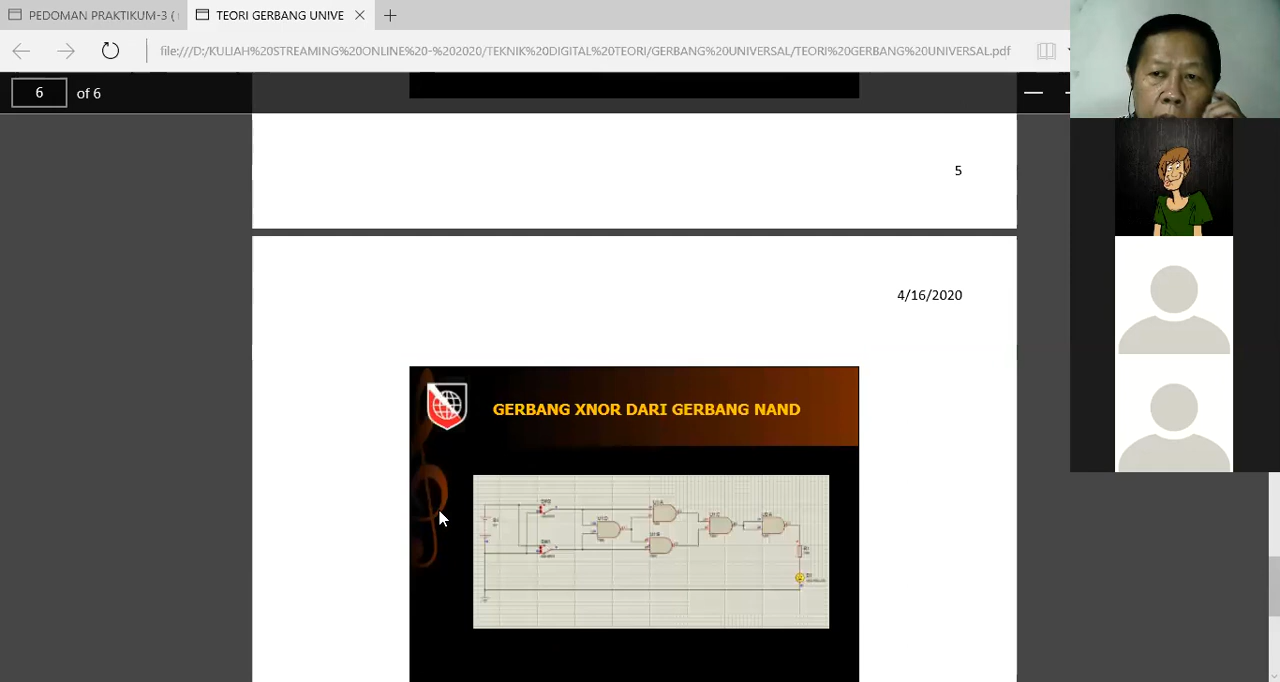 PEDOMAN PRAKTIKUM-3 (
TEORI GERBANG UNIVE
file:///D:/KULIAH%20STREAMING%20ONLINE%20-%202020/TEKNIK%20DIGITAL%20TEORI/GERBANG%20UNIVERSAL/TEORI%20GERBANG%20UNIVERSAL.pdf
6 of 6
5
4/16/2020
GERBANG XNOR DARI GERBANG NAND